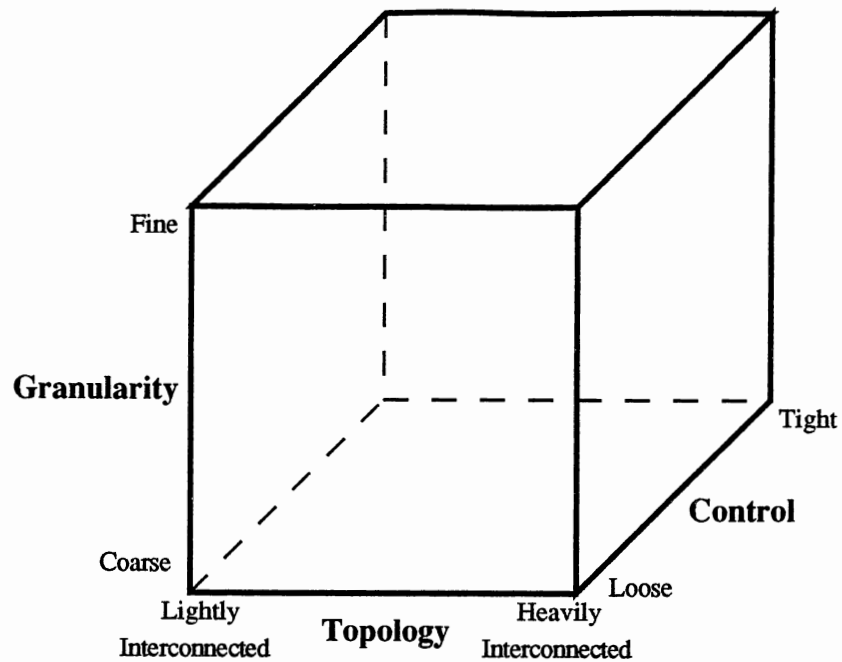 Fine
Granularity
Tight
Control
Coarse
Loose
Lightly
Interconnected
Topology
Heavily
Interconnected